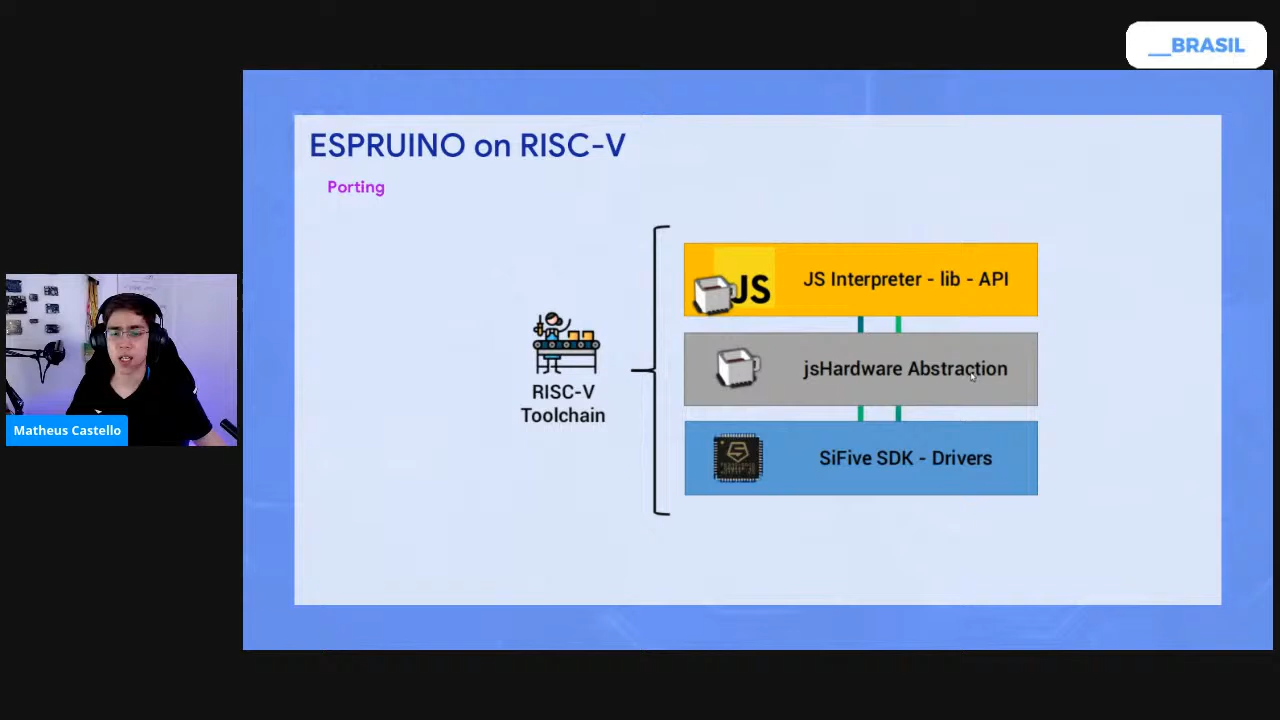 __BRASIL
ESPRUINO on RISC-V
Porting
JS
JS Interpreter - lib - API
jsHardware Abstraction
RISC-V
Toolchain
SiFive SDK - Drivers
Matheus Castello